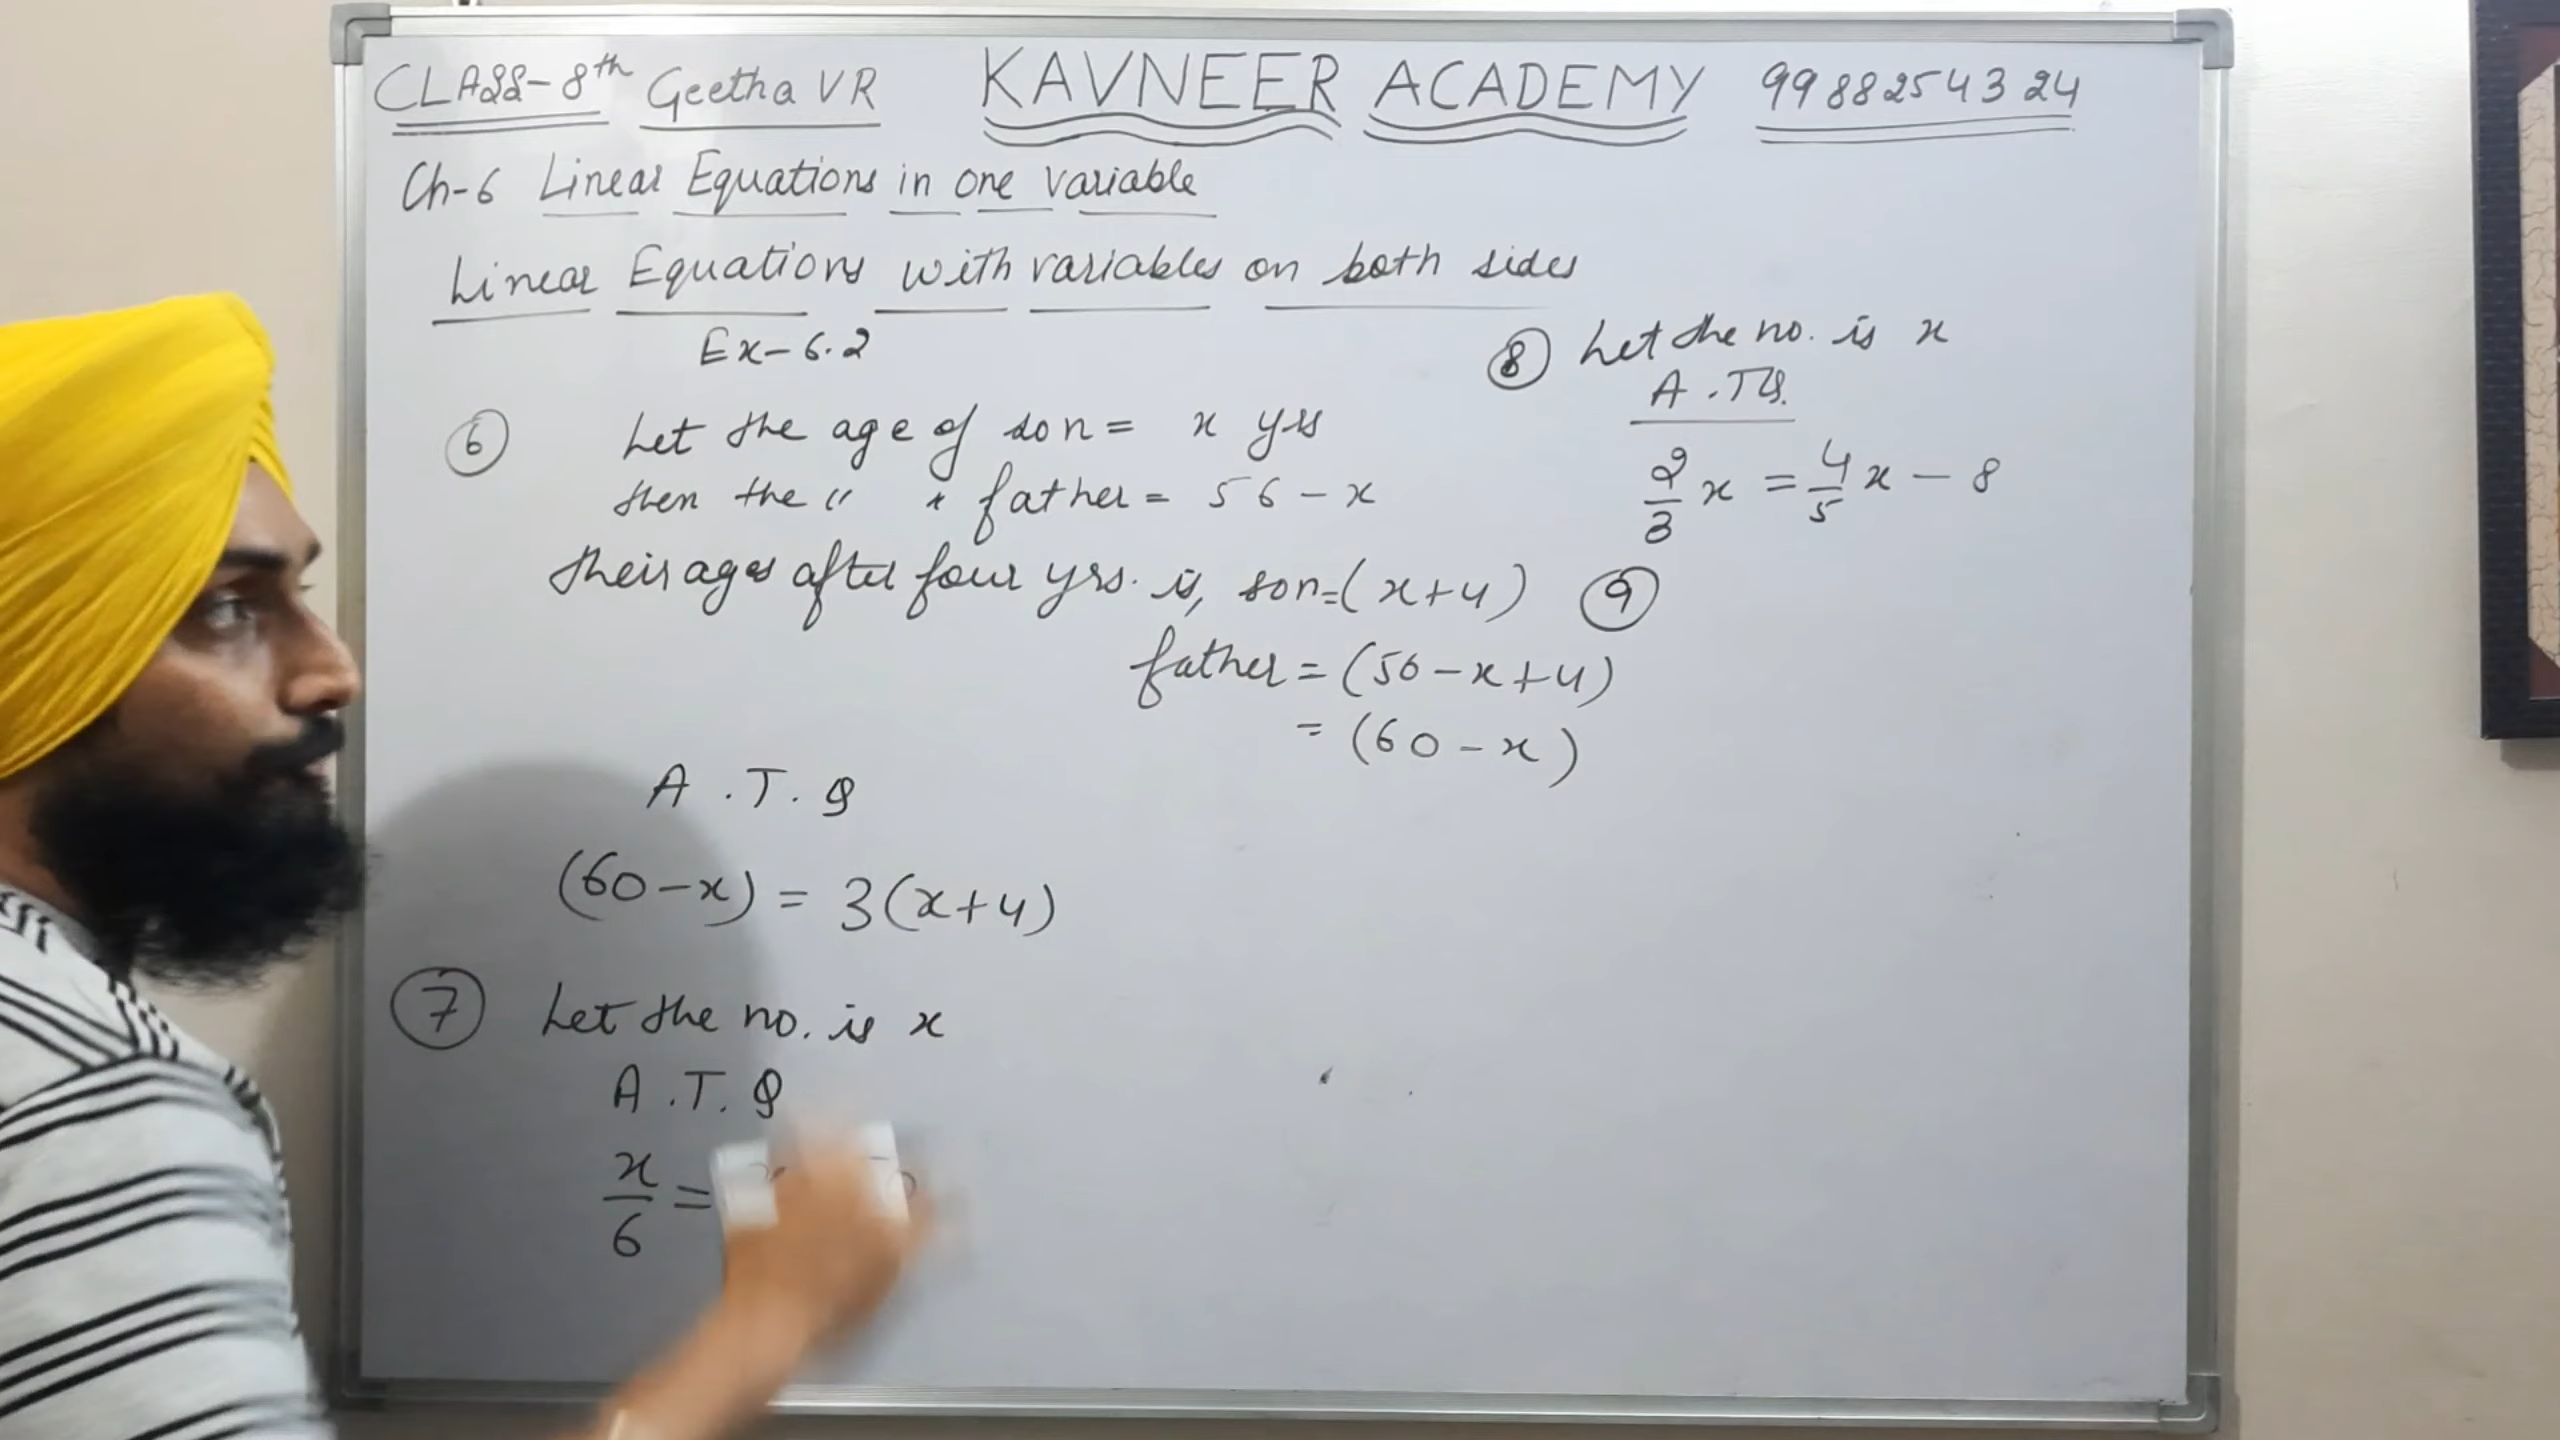 CLASS-8th Geetha VR KAVNEER ACADEMY 9988254324
Ch-6 Linear Equations in one variable
Linear Equations with variables on both sides
Ex-6.2
⑥ Let the age of son = x yrs
then the " " father = 56 - x
their ages after four yrs. is, son=(x+4)
father = (56-x+4)
= (60-x)
A.T.Q
(60-x) = 3(x+4)
⑦ Let the no. is x
A.T.Q
x/6 =
⑧ Let the no. is x
A.T.Q.
2/3 x = 4/5 x - 8
⑨